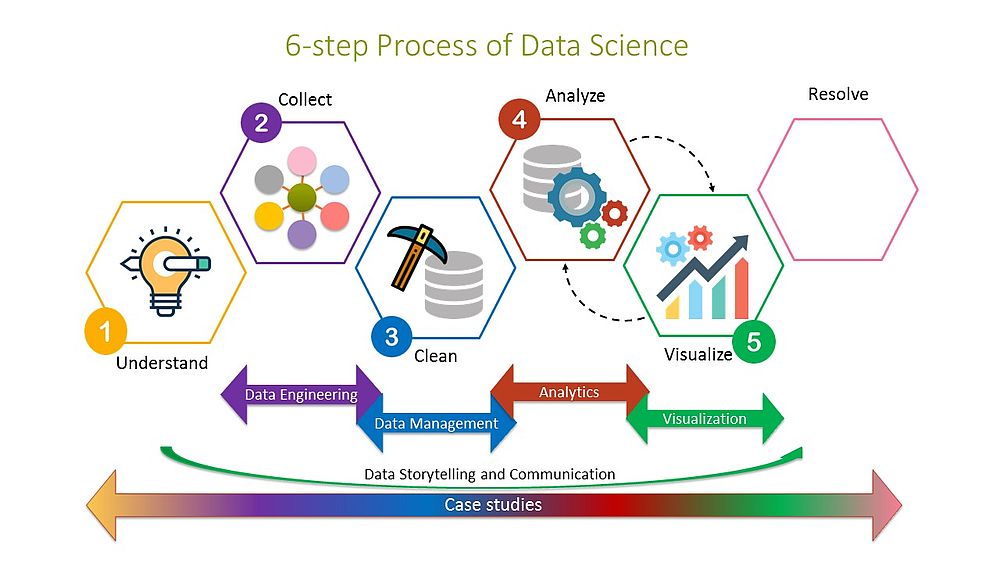 6-step Process of Data Science
Collect
2
Analyze
4
Resolve
1
Understand
3
Clean
Visualize
5
Data Engineering
Data Management
Analytics
Visualization
Data Storytelling and Communication
Case studies